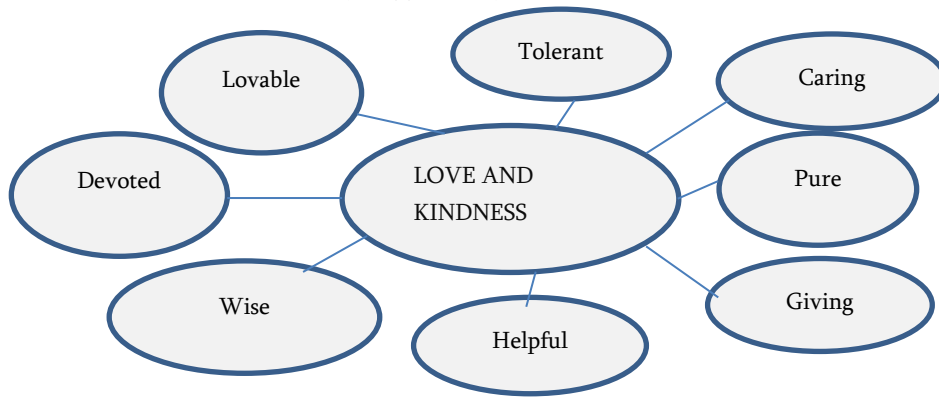 Tolerant
Lovable
Caring
LOVE AND
KINDNESS
Devoted
Pure
Wise
Giving
Helpful